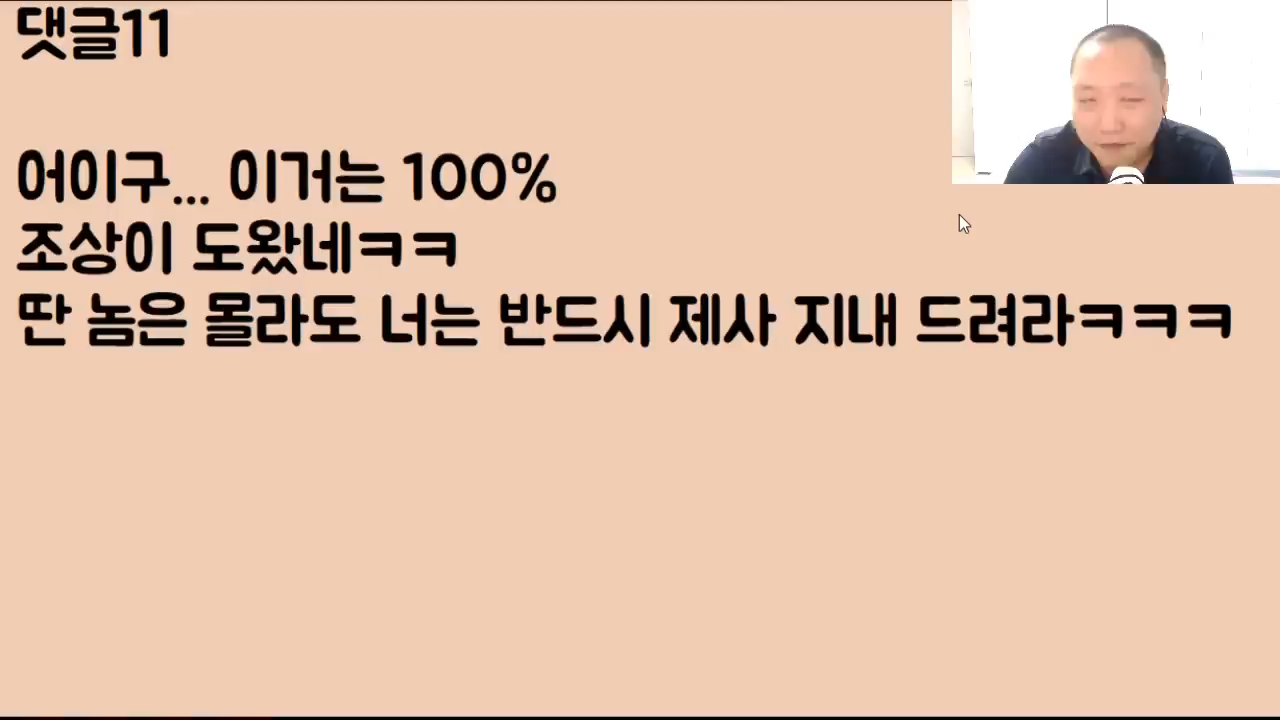 댓글11
어이구... 이거는 100%
조상이 도왔네ㅋㅋ
딴 놈은 몰라도 너는 반드시 제사 지내 드려라ㅋㅋㅋ